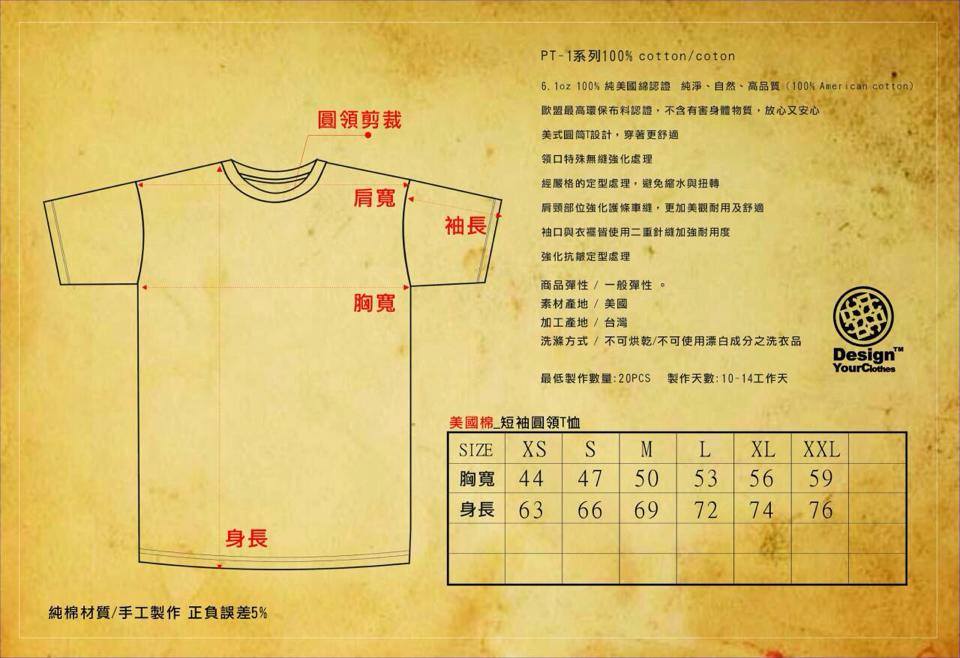 PT-1系列100% cotton/coton
6.1oz 100% 純美國綿認證 純淨、自然、高品質（100% American cotton）
歐盟最高環保布料認證，不含有害身體物質，放心又安心
美式圓筒T設計，穿著更舒適
領口特殊無縫強化處理
經嚴格的定型處理，避免縮水與扭轉
肩頸部位強化護條車縫，更加美觀耐用及舒適
袖口與衣襬皆使用二重針縫加強耐用度
強化抗皺定型處理
商品彈性 / 一般彈性 。
素材產地 / 美國
加工產地 / 台灣
洗滌方式 / 不可烘乾/不可使用漂白成分之洗衣品
最低製作數量:20PCS 製作天數:10-14工作天
Design™
YourClothes
圓領剪裁
肩寬
袖長
胸寬
身長
美國棉_短袖圓領T恤
SIZE XS S M L XL XXL
胸寬 44 47 50 53 56 59
身長 63 66 69 72 74 76
純棉材質/手工製作 正負誤差5%